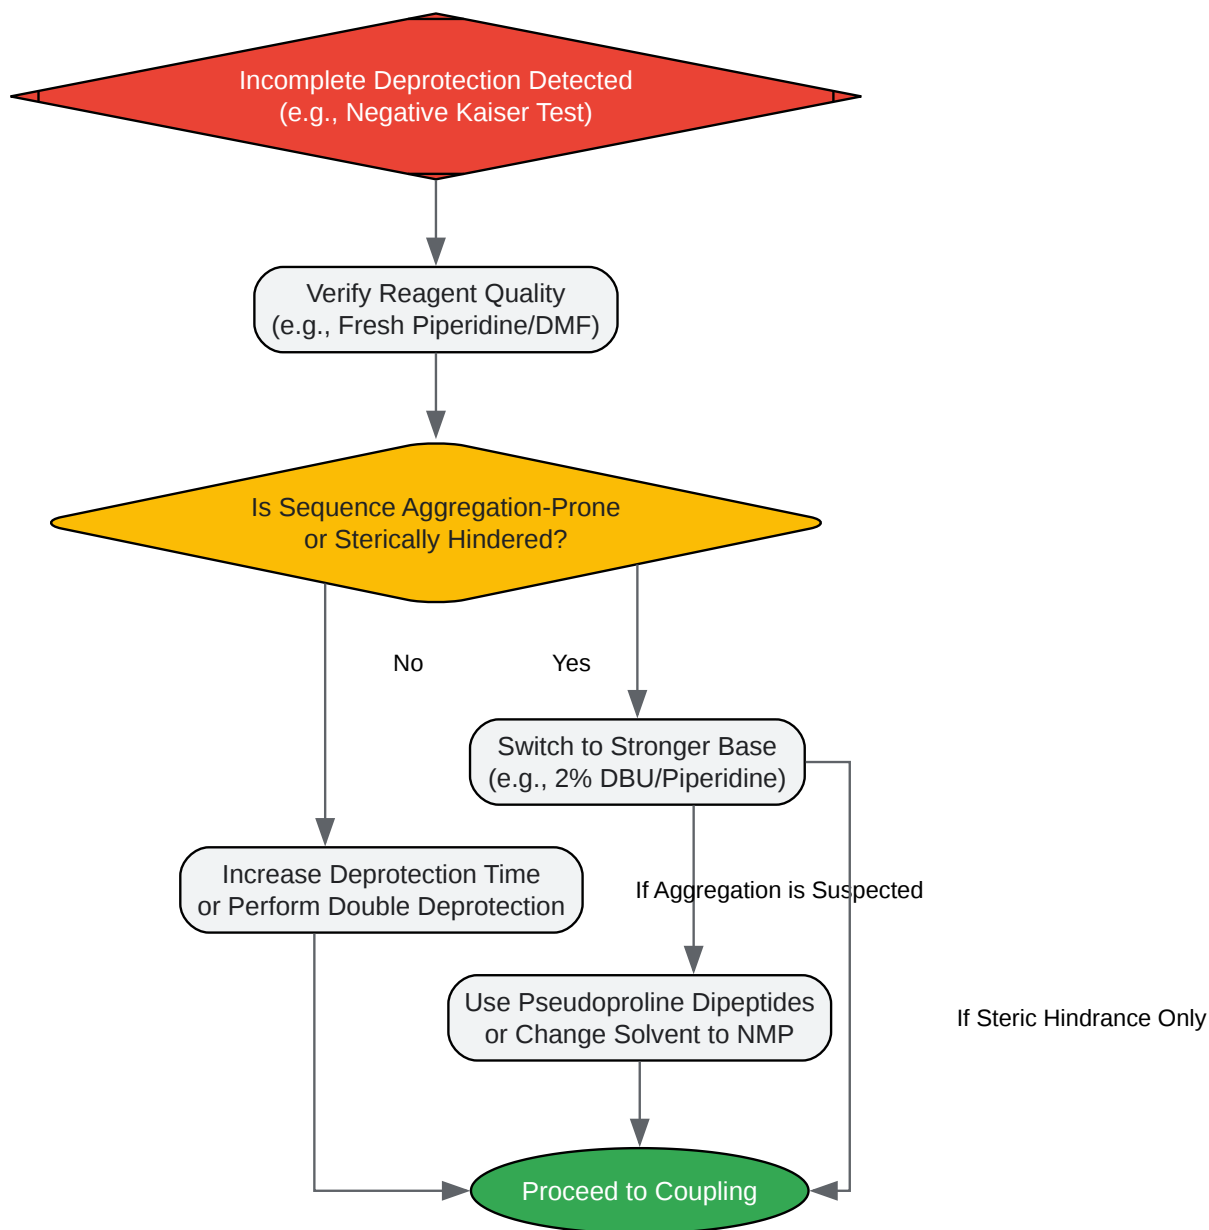 Incomplete Deprotection Detected
(e.g., Negative Kaiser Test)
Verify Reagent Quality
(e.g., Fresh Piperidine/DMF)
Is Sequence Aggregation-Prone
or Sterically Hindered?
No
Yes
Switch to Stronger Base
(e.g., 2% DBU/Piperidine)
Increase Deprotection Time
or Perform Double Deprotection
If Aggregation is Suspected
Use Pseudoproline Dipeptides
or Change Solvent to NMP
If Steric Hindrance Only
Proceed to Coupling